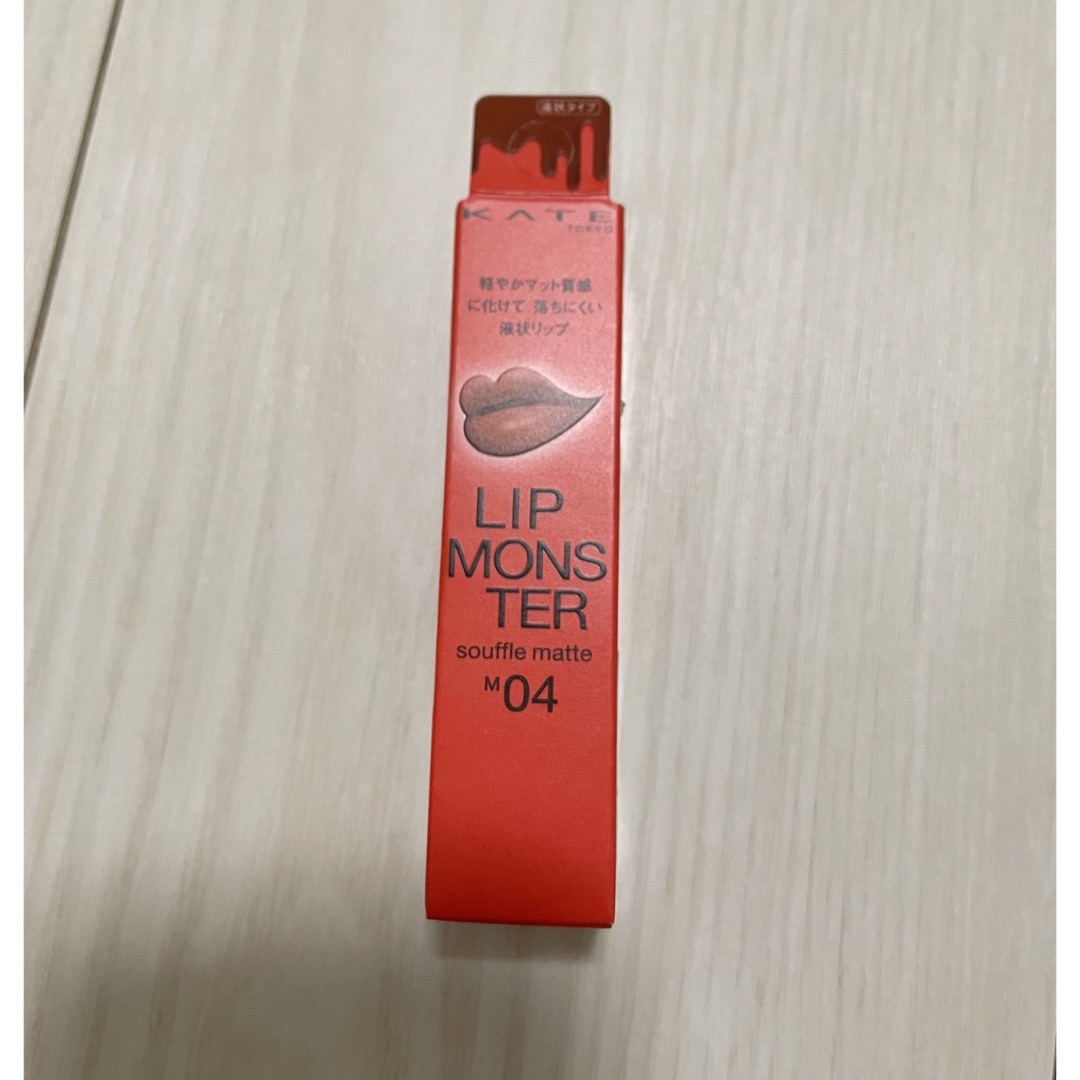 液状タイプ
KATE
TOKYO
軽やかマット質感
に化けて 落ちにくい
液状リップ
LIP
MONS
TER
souffle matte
M04